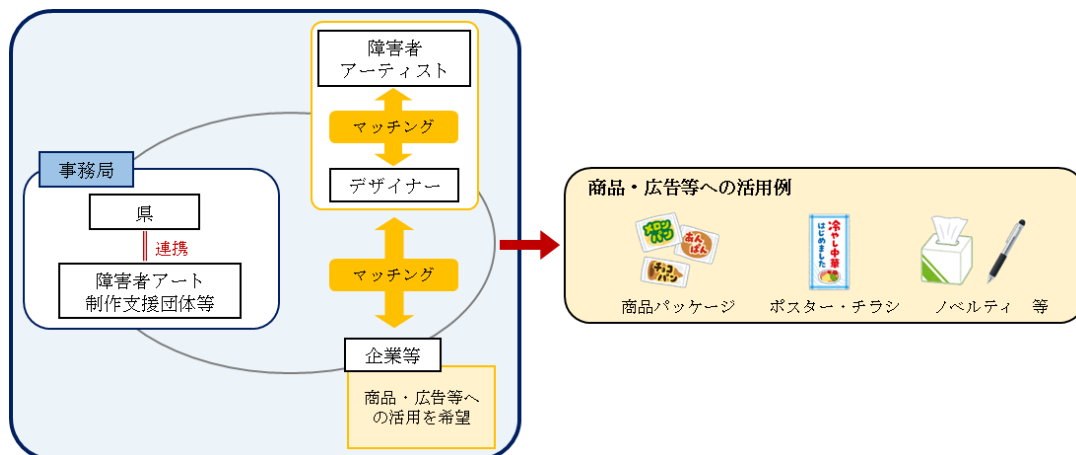 障害者
アーティスト
マッチング
デザイナー
事務局
県
連携
障害者アート
制作支援団体等
マッチング
企業等
商品・広告等へ
の活用を希望
商品・広告等への活用例
メロン
パン
あん
ぱん
チョコ
パン
冷やし中華
はじめました
商品パッケージ
ポスター・チラシ
ノベルティ　等